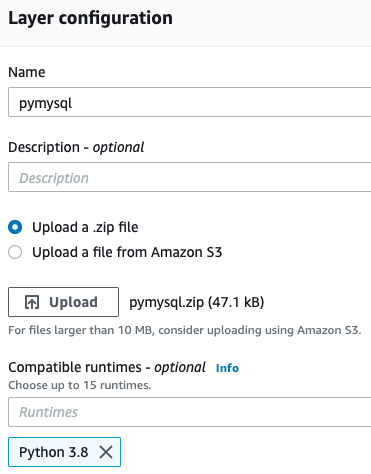 Layer configuration
Name
pymysql
Description - optional
Description
Upload a .zip file
Upload a file from Amazon S3
Upload pymysql.zip (47.1 kB)
For files larger than 10 MB, consider uploading using Amazon S3.
Compatible runtimes - optional Info
Choose up to 15 runtimes.
Runtimes
Python 3.8